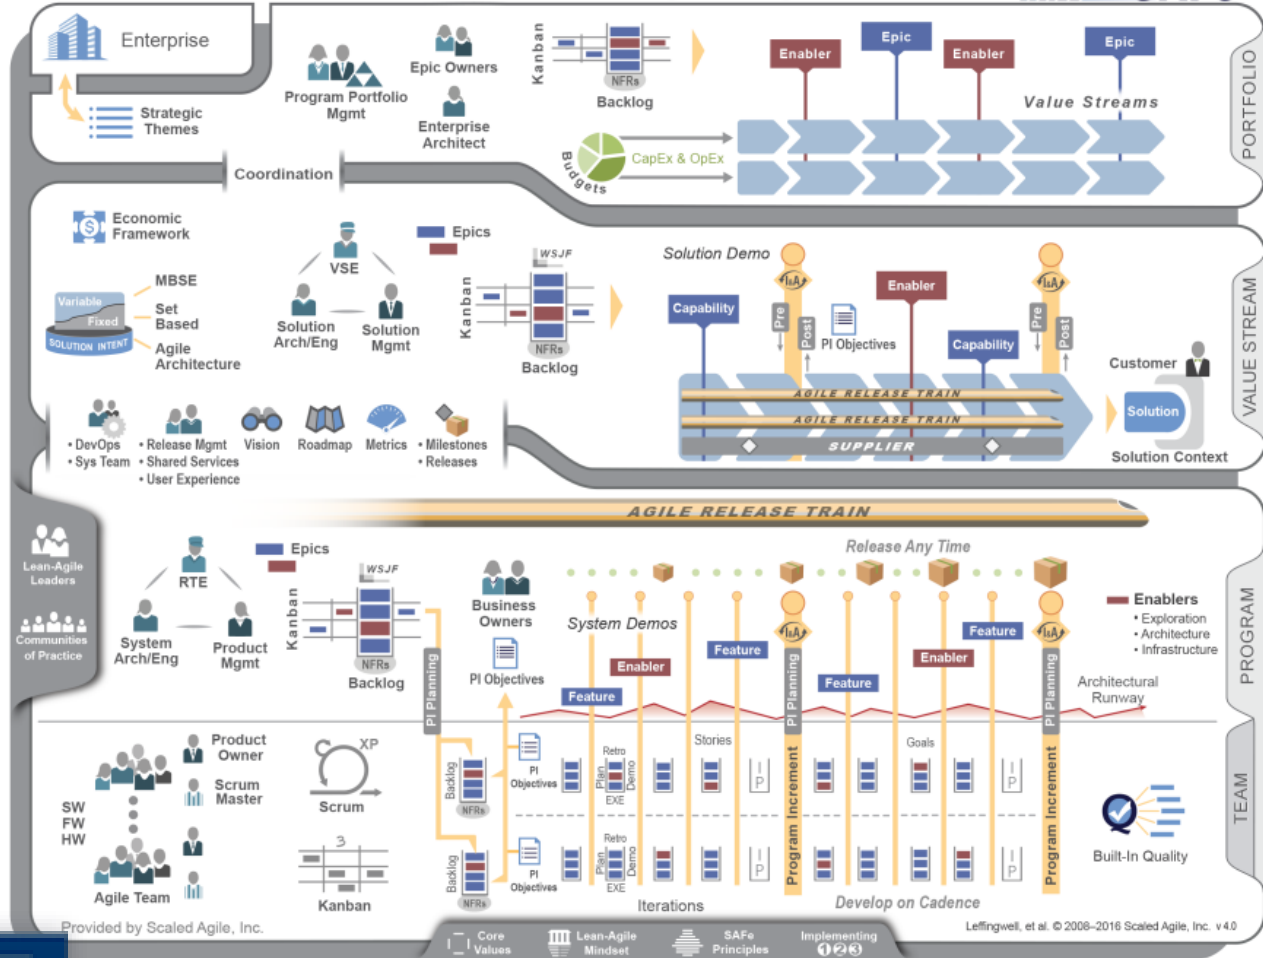 Enterprise
Strategic
Themes
Program Portfolio
Mgmt
Epic Owners
Enterprise
Architect
Kanban
NFRs
Backlog
Enabler
Epic
Enabler
Epic
Value Streams
Budgets
CapEx & OpEx
PORTFOLIO
Coordination
Economic
Framework
Variable
Fixed
SOLUTION INTENT
MBSE
Set
Based
Agile
Architecture
VSE
Solution
Arch/Eng
Solution
Mgmt
Epics
Kanban
WSJF
NFRs
Backlog
Solution Demo
I&A
I&A
Capability
Pre
Post
PI Objectives
Enabler
Capability
Pre
Post
AGILE RELEASE TRAIN
AGILE RELEASE TRAIN
SUPPLIER
Customer
Solution
Solution Context
VALUE STREAM
• DevOps
• Sys Team
• Release Mgmt
• Shared Services
• User Experience
Vision
Roadmap
Metrics
• Milestones
• Releases
AGILE RELEASE TRAIN
Lean-Agile
Leaders
Communities
of Practice
RTE
System
Arch/Eng
Product
Mgmt
Epics
Kanban
WSJF
NFRs
Backlog
PI Planning
Business
Owners
PI Objectives
Release Any Time
System Demos
Feature
Enabler
Feature
I&A
PI Planning
Feature
Enabler
Feature
I&A
PI Planning
Enablers
• Exploration
• Architecture
• Infrastructure
Architectural
Runway
PROGRAM
SW
FW
HW
Product
Owner
Scrum
Master
Agile Team
XP
Scrum
3
Kanban
Backlog
NFRs
PI
Objectives
Plan
Retro
Demo
EXE
Stories
I
P
Goals
I
P
Backlog
NFRs
PI
Objectives
Plan
Retro
Demo
EXE
I
P
I
P
Program Increment
Program Increment
Iterations
Develop on Cadence
Q
Built-In Quality
TEAM
Provided by Scaled Agile, Inc.
Leffingwell, et al. © 2008–2016 Scaled Agile, Inc. v 4.0
Core
Values
Lean-Agile
Mindset
SAFe
Principles
Implementing
1 2 3